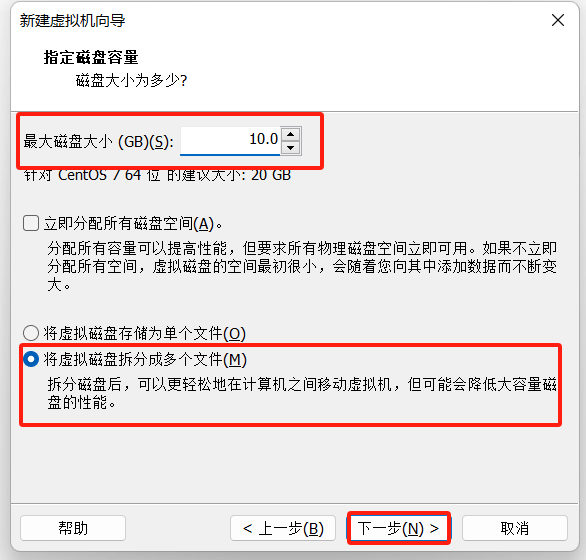 新建虚拟机向导
指定磁盘容量
磁盘大小为多少?
最大磁盘大小 (GB)(S): 10.0
针对 CentOS 7 64 位 的建议大小: 20 GB
立即分配所有磁盘空间(A)。
分配所有容量可以提高性能，但要求所有物理磁盘空间立即可用。如果不立即
分配所有空间，虚拟磁盘的空间最初很小，会随着您向其中添加数据而不断变
大。
将虚拟磁盘存储为单个文件(O)
将虚拟磁盘拆分成多个文件(M)
拆分磁盘后，可以更轻松地在计算机之间移动虚拟机，但可能会降低大容量磁
盘的性能。
帮助 < 上一步(B) 下一步(N) > 取消